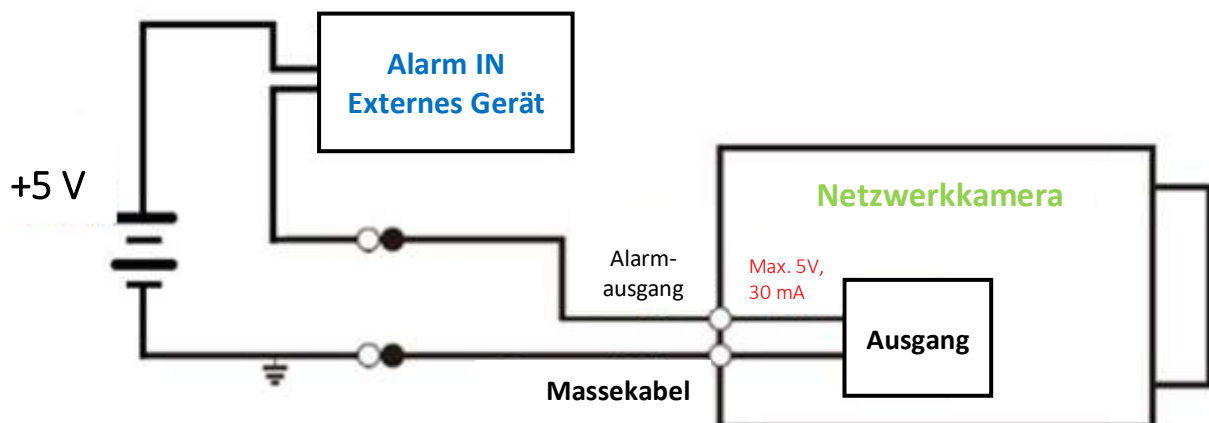 Alarm IN
Externes Gerät
+5 V
Netzwerkkamera
Alarm-
ausgang
Max. 5V,
30 mA
Ausgang
Massekabel